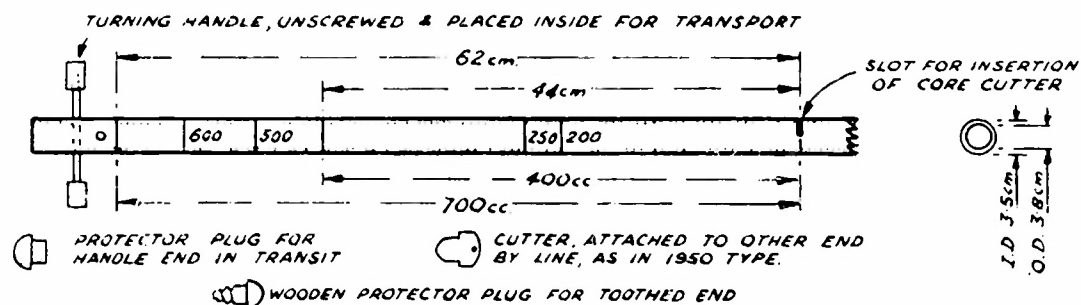 TURNING HANDLE, UNSCREWED & PLACED INSIDE FOR TRANSPORT
62cm.
44cm
SLOT FOR INSERTION
OF CORE CUTTER
600 500 250 200
400cc
700cc.
I.D 3·5cm
O.D. 3·8cm
PROTECTOR PLUG FOR
HANDLE END IN TRANSIT
CUTTER, ATTACHED TO OTHER END
BY LINE, AS IN 1950 TYPE.
WOODEN PROTECTOR PLUG FOR TOOTHED END